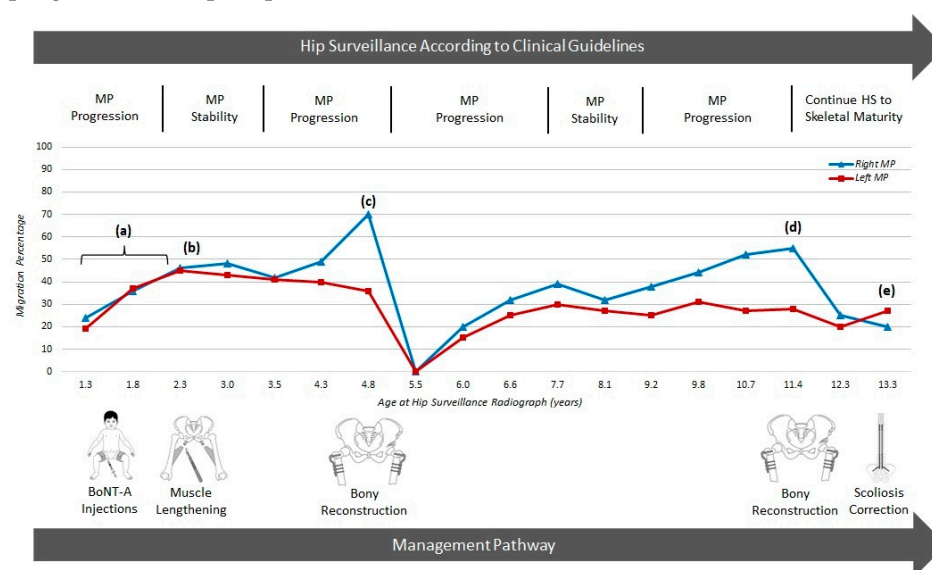 Hip Surveillance According to Clinical Guidelines
MP
Progression
MP
Stability
MP
Progression
MP
Progression
MP
Stability
MP
Progression
Continue HS to
Skeletal Maturity
100
90
80
70
60
50
40
30
20
10
0
Migration Percentage
Right MP
Left MP
(a)
(b)
(c)
(d)
(e)
1.3 1.8 2.3 3.0 3.5 4.3 4.8 5.5 6.0 6.6 7.7 8.1 9.2 9.8 10.7 11.4 12.3 13.3
Age at Hip Surveillance Radiograph (years)
BoNT-A
Injections
Muscle
Lengthening
Bony
Reconstruction
Bony
Reconstruction
Scoliosis
Correction
Management Pathway